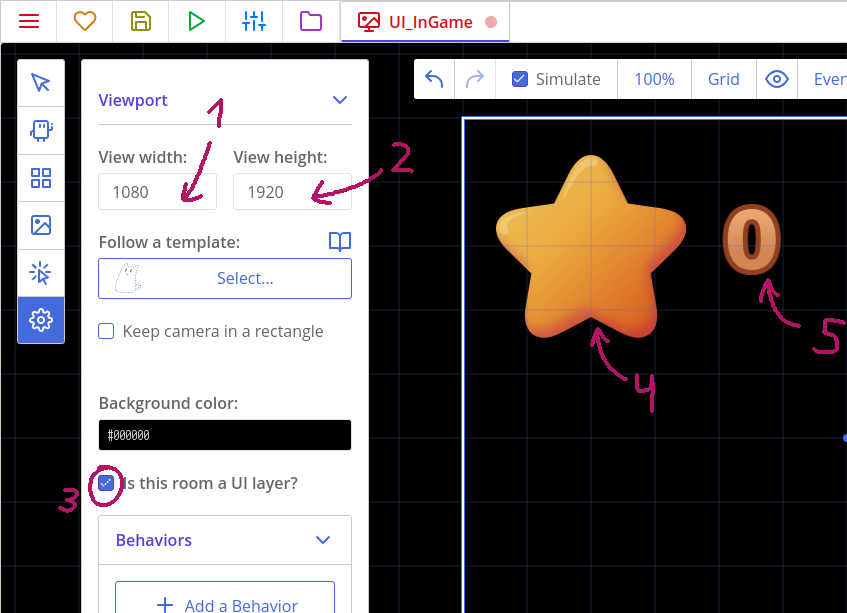 UI_InGame
Viewport
Simulate 100% Grid Even
1
View width: View height:
2
1080 1920
Follow a template:
Select...
0
Keep camera in a rectangle
5
4
Background color:
#000000
Is this room a UI layer?
3
Behaviors
Add a Behavior